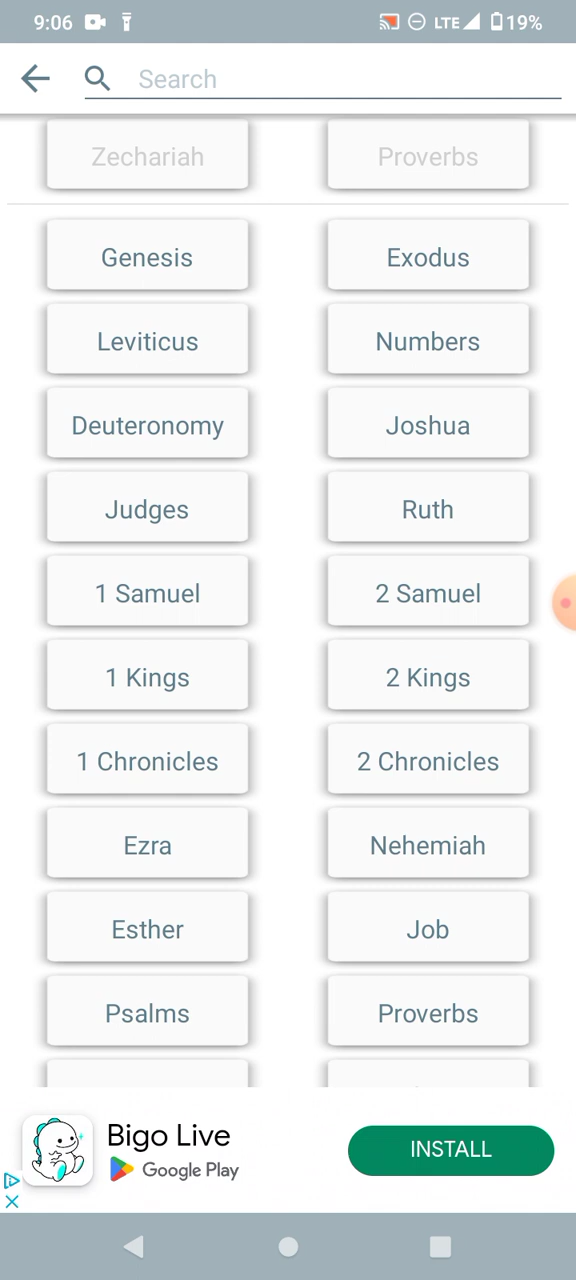 9:06 LTE 19%
Search
Zechariah Proverbs
Genesis Exodus
Leviticus Numbers
Deuteronomy Joshua
Judges Ruth
1 Samuel 2 Samuel
1 Kings 2 Kings
1 Chronicles 2 Chronicles
Ezra Nehemiah
Esther Job
Psalms Proverbs
Bigo Live
Google Play
INSTALL